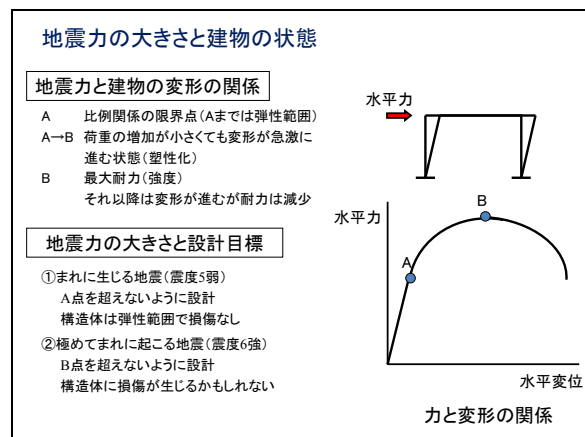 地震力の大きさと建物の状態
地震力と建物の変形の関係
A 比例関係の限界点(Aまでは弾性範囲)
A→B 荷重の増加が小さくても変形が急激に
進む状態(塑性化)
B 最大耐力(強度)
それ以降は変形が進むが耐力は減少
地震力の大きさと設計目標
①まれに生じる地震(震度5弱)
A点を超えないように設計
構造体は弾性範囲で損傷なし
②極めてまれに起こる地震(震度6強)
B点を超えないように設計
構造体に損傷が生じるかもしれない
水平力
水平力
B
A
水平変位
力と変形の関係